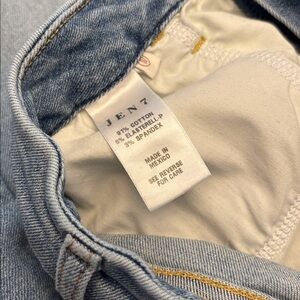 JEN7
91% COTTON
6% ELASTERELL-P
3% SPANDEX
MADE IN
MEXICO
SEE REVERSE
FOR CARE